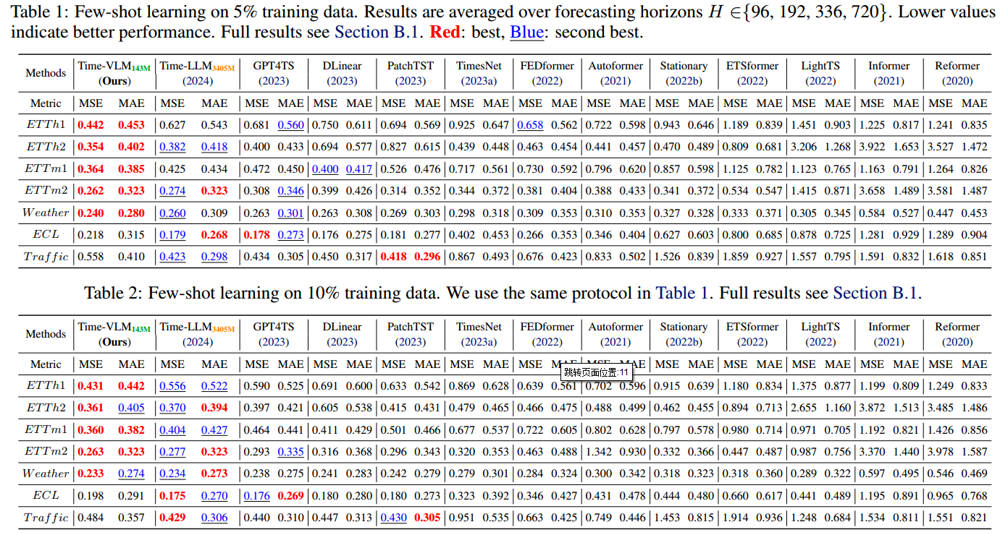 Table 1: Few-shot learning on 5% training data. Results are averaged over forecasting horizons H ∈{96, 192, 336, 720}. Lower values
indicate better performance. Full results see Section B.1. Red: best, Blue: second best.
Methods Time-VLM143M (Ours) Time-LLM3405M (2024) GPT4TS (2023) DLinear (2023) PatchTST (2023) TimesNet (2023a) FEDformer (2022) Autoformer (2021) Stationary (2022b) ETSformer (2022) LightTS (2022) Informer (2021) Reformer (2020)
Metric MSE MAE MSE MAE MSE MAE MSE MAE MSE MAE MSE MAE MSE MAE MSE MAE MSE MAE MSE MAE MSE MAE MSE MAE MSE MAE
ETTh1 0.442 0.453 0.627 0.543 0.681 0.560 0.750 0.611 0.694 0.569 0.925 0.647 0.658 0.562 0.722 0.598 0.943 0.646 1.189 0.839 1.451 0.903 1.225 0.817 1.241 0.835
ETTh2 0.354 0.402 0.382 0.418 0.400 0.433 0.694 0.577 0.827 0.615 0.439 0.448 0.463 0.454 0.441 0.457 0.470 0.489 0.809 0.681 3.206 1.268 3.922 1.653 3.527 1.472
ETTm1 0.364 0.385 0.425 0.434 0.472 0.450 0.400 0.417 0.526 0.476 0.717 0.561 0.730 0.592 0.796 0.620 0.857 0.598 1.125 0.782 1.123 0.765 1.163 0.791 1.264 0.826
ETTm2 0.262 0.323 0.274 0.323 0.308 0.346 0.399 0.426 0.314 0.352 0.344 0.372 0.381 0.404 0.388 0.433 0.341 0.372 0.534 0.547 1.415 0.871 3.658 1.489 3.581 1.487
Weather 0.240 0.280 0.260 0.309 0.263 0.301 0.263 0.308 0.269 0.303 0.298 0.318 0.309 0.353 0.310 0.353 0.327 0.328 0.333 0.371 0.305 0.345 0.584 0.527 0.447 0.453
ECL 0.218 0.315 0.179 0.268 0.178 0.273 0.176 0.275 0.181 0.277 0.402 0.453 0.266 0.353 0.346 0.404 0.627 0.603 0.800 0.685 0.878 0.725 1.281 0.929 1.289 0.904
Traffic 0.558 0.410 0.423 0.298 0.434 0.305 0.450 0.317 0.418 0.296 0.867 0.493 0.676 0.423 0.833 0.502 1.526 0.839 1.859 0.927 1.557 0.795 1.591 0.832 1.618 0.851
Table 2: Few-shot learning on 10% training data. We use the same protocol in Table 1. Full results see Section B.1.
Methods Time-VLM143M (Ours) Time-LLM3405M (2024) GPT4TS (2023) DLinear (2023) PatchTST (2023) TimesNet (2023a) FEDformer (2022) Autoformer (2021) Stationary (2022b) ETSformer (2022) LightTS (2022) Informer (2021) Reformer (2020)
Metric MSE MAE MSE MAE MSE MAE MSE MAE MSE MAE MSE MAE MSE MAE MSE MAE MSE MAE MSE MAE MSE MAE MSE MAE MSE MAE
跳转页面位置:11
ETTh1 0.431 0.442 0.556 0.522 0.590 0.525 0.691 0.600 0.633 0.542 0.869 0.628 0.639 0.561 0.702 0.596 0.915 0.639 1.180 0.834 1.375 0.877 1.199 0.809 1.249 0.833
ETTh2 0.361 0.405 0.370 0.394 0.397 0.421 0.605 0.538 0.415 0.431 0.479 0.465 0.466 0.475 0.488 0.499 0.462 0.455 0.894 0.713 2.655 1.160 3.872 1.513 3.485 1.486
ETTm1 0.360 0.382 0.404 0.427 0.464 0.441 0.411 0.429 0.501 0.466 0.677 0.537 0.722 0.605 0.802 0.628 0.797 0.578 0.980 0.714 0.971 0.705 1.192 0.821 1.426 0.856
ETTm2 0.263 0.323 0.277 0.323 0.293 0.335 0.316 0.368 0.296 0.343 0.320 0.353 0.463 0.488 1.342 0.930 0.332 0.366 0.447 0.487 0.987 0.756 3.370 1.440 3.978 1.587
Weather 0.233 0.274 0.234 0.273 0.238 0.275 0.241 0.283 0.242 0.279 0.279 0.301 0.284 0.324 0.300 0.342 0.318 0.323 0.318 0.360 0.289 0.322 0.597 0.495 0.546 0.469
ECL 0.198 0.291 0.175 0.270 0.176 0.269 0.180 0.280 0.180 0.273 0.323 0.392 0.346 0.427 0.431 0.478 0.444 0.480 0.660 0.617 0.441 0.489 1.195 0.891 0.965 0.768
Traffic 0.484 0.357 0.429 0.306 0.440 0.310 0.447 0.313 0.430 0.305 0.951 0.535 0.663 0.425 0.749 0.446 1.453 0.815 1.914 0.936 1.248 0.684 1.534 0.811 1.551 0.821